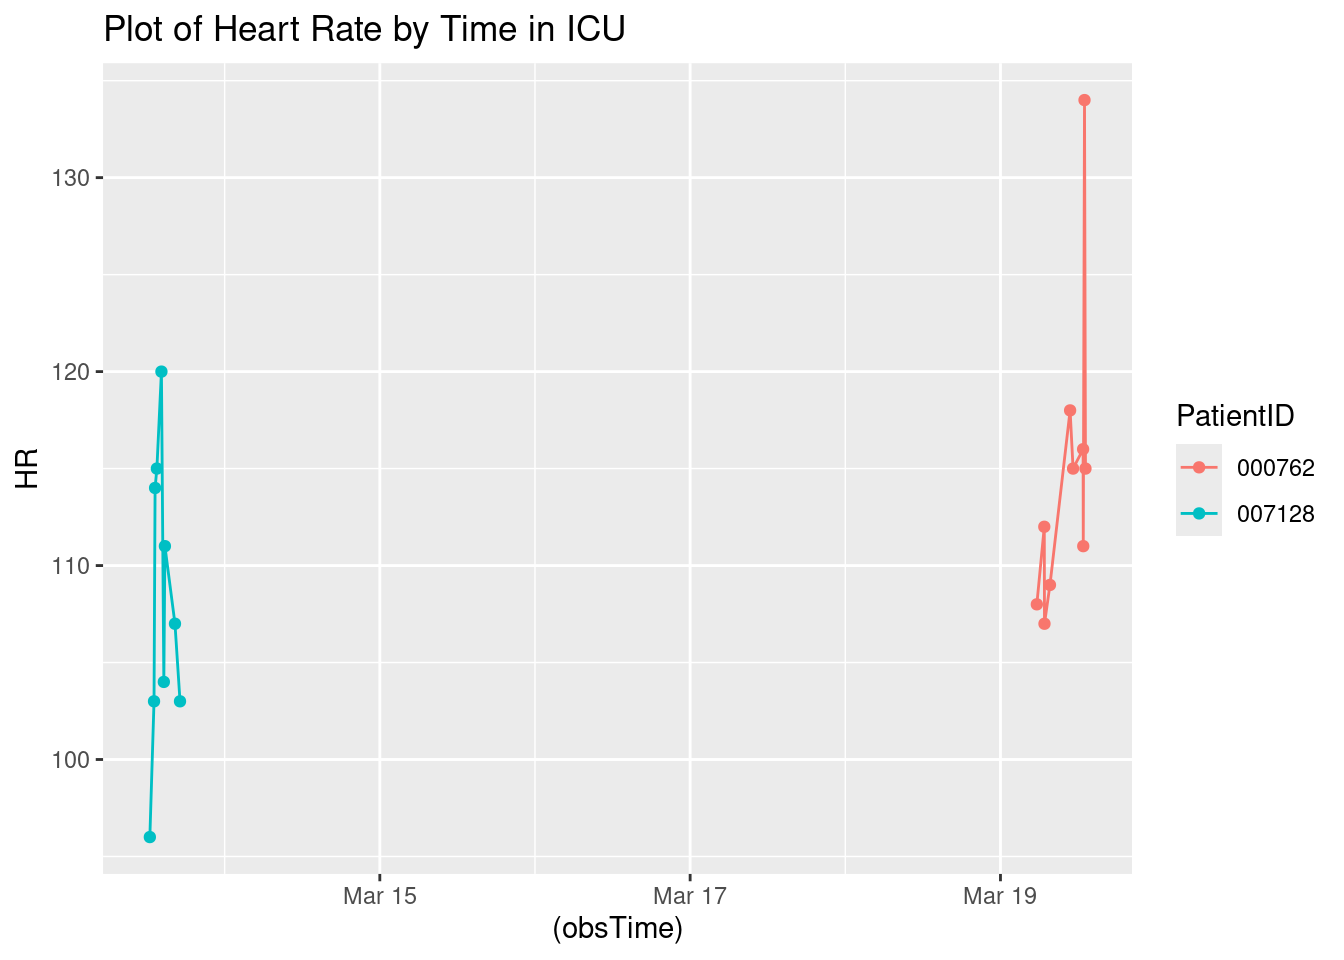 Plot of Heart Rate by Time in ICU
130
120
110
100
HR
Mar 15
Mar 17
Mar 19
(obsTime)
PatientID
000762
007128